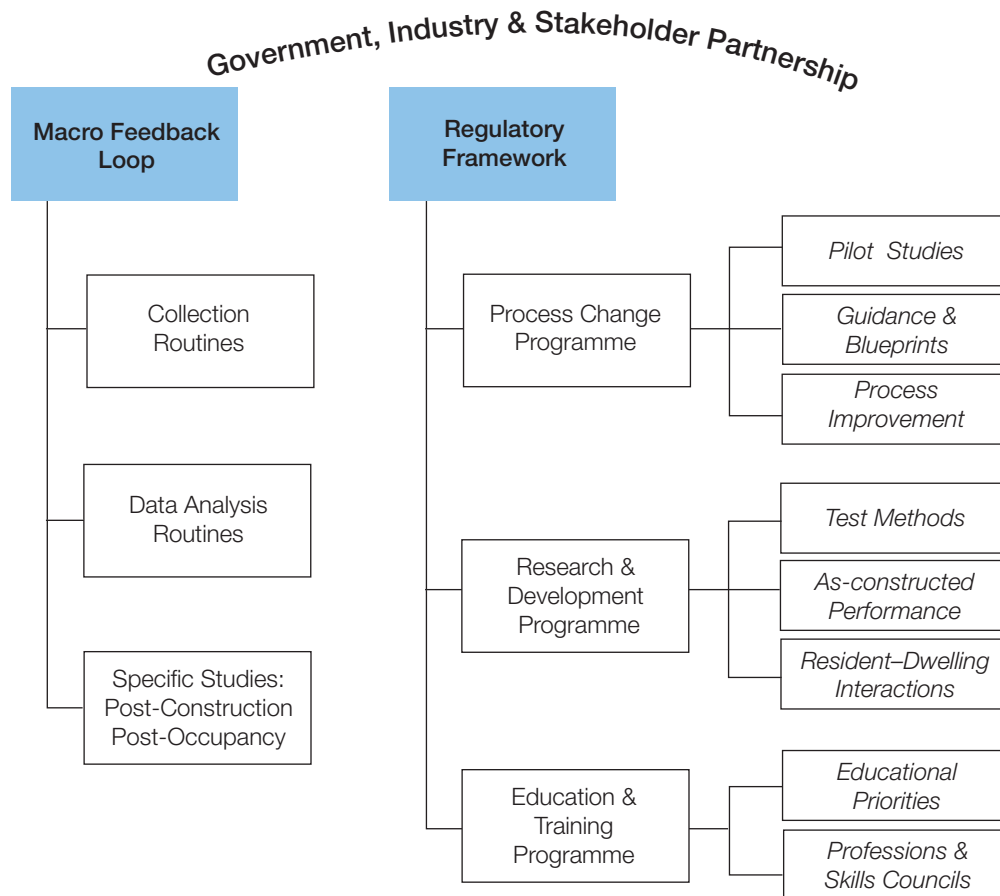 Government, Industry & Stakeholder Partnership
Macro Feedback
Loop
Collection
Routines
Data Analysis
Routines
Specific Studies:
Post-Construction
Post-Occupancy
Regulatory
Framework
Process Change
Programme
Pilot Studies
Guidance &
Blueprints
Process
Improvement
Research &
Development
Programme
Test Methods
As-constructed
Performance
Resident–Dwelling
Interactions
Education &
Training
Programme
Educational
Priorities
Professions &
Skills Councils